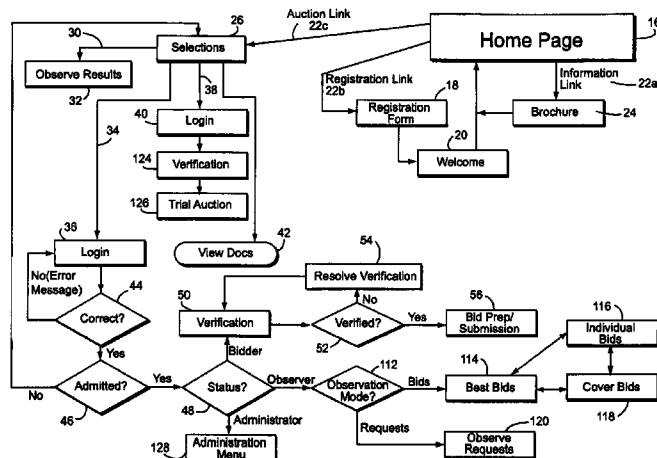 30
26
Auction Link
22c
Home Page
16
Selections
Observe Results
32
38
Registration Link
22b
18
Information
Link
22a
40
Login
Registration
Form
Brochure
24
34
20
124
Verification
Welcome
126
Trial Auction
36
42
54
Login
View Docs
No(Error
Message)
44
Resolve Verification
50
No
56
116
Correct?
Verification
Verified?
Yes
Bid Prep/
Submission
Individual
Bids
Yes
Bidder
52
112
114
No
Admitted?
Yes
Status?
Observer
Observation
Mode?
Bids
Best Bids
Cover Bids
46
48
Administrator
118
Requests
120
128
Administration
Menu
Observe Requests